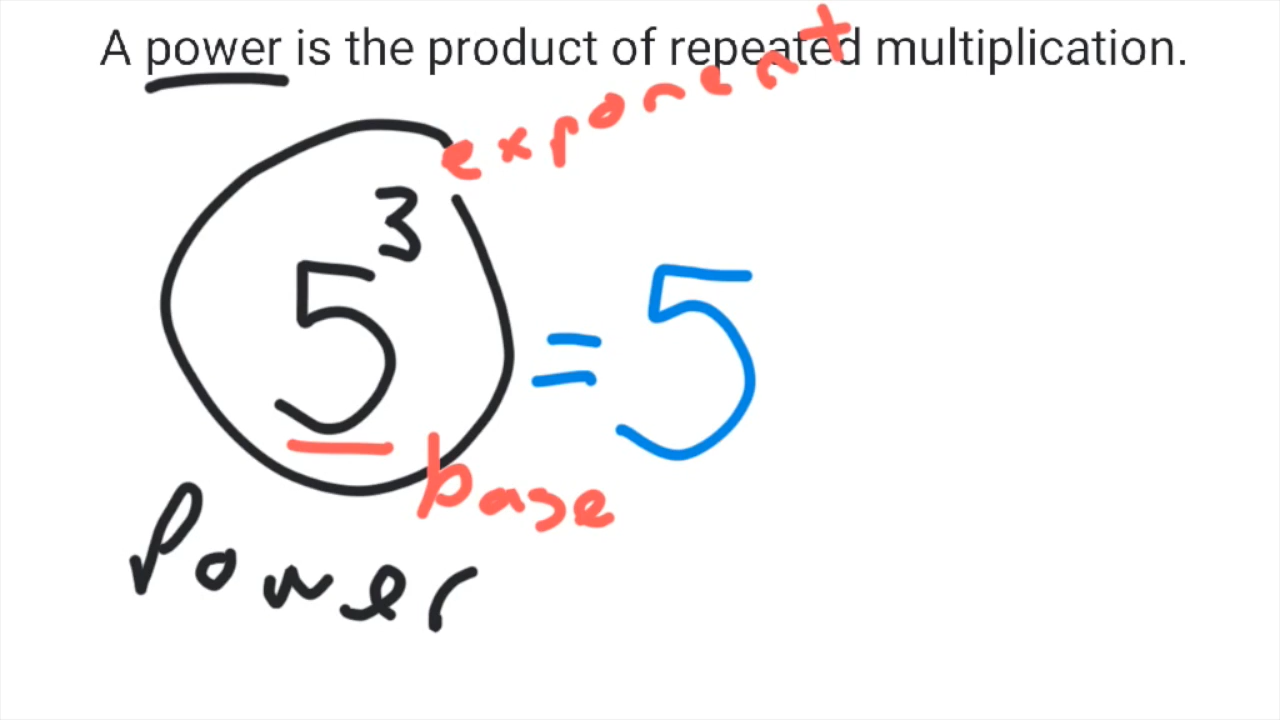 A power is the product of repeated multiplication.
exponent
5³ = 5
base
Power